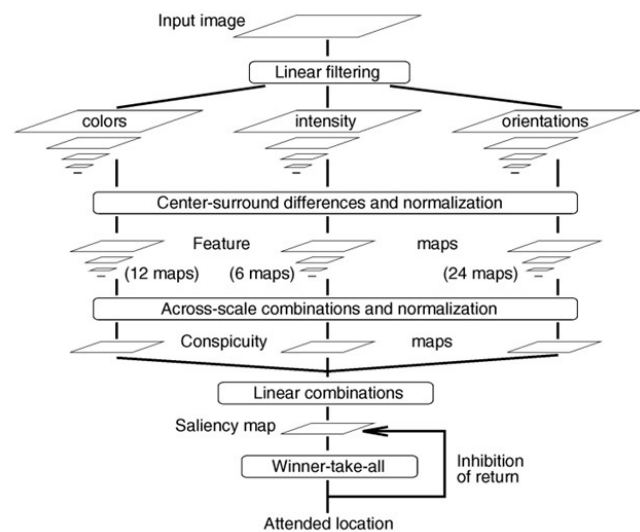 Input image
Linear filtering
colors intensity orientations
Center-surround differences and normalization
Feature maps
(12 maps) (6 maps) (24 maps)
Across-scale combinations and normalization
Conspicuity maps
Linear combinations
Saliency map
Winner-take-all
Inhibition
of return
Attended location